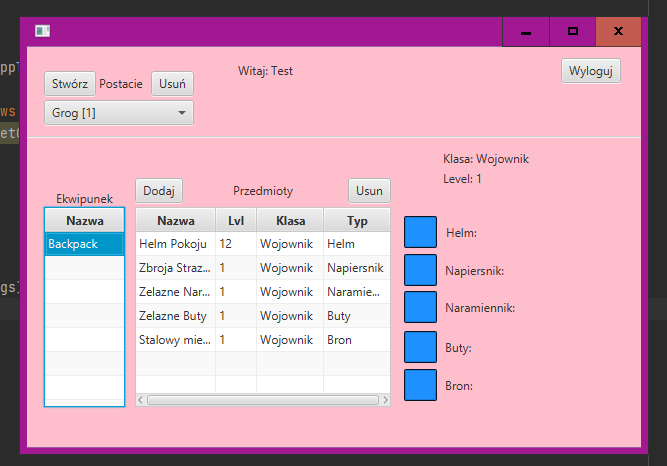 Witaj: Test
Wyloguj
Stwórz Postacie Usuń
Grog [1]
Klasa: Wojownik
Level: 1
Ekwipunek
Nazwa
Backpack
Dodaj Przedmioty Usun
Nazwa Lvl Klasa Typ
Helm Pokoju 12 Wojownik Helm
Zbroja Straz... 1 Wojownik Napiersnik
Zelazne Nar... 1 Wojownik Naramie...
Zelazne Buty 1 Wojownik Buty
Stalowy mie... 1 Wojownik Bron
Helm:
Napiersnik:
Naramiennik:
Buty:
Bron: